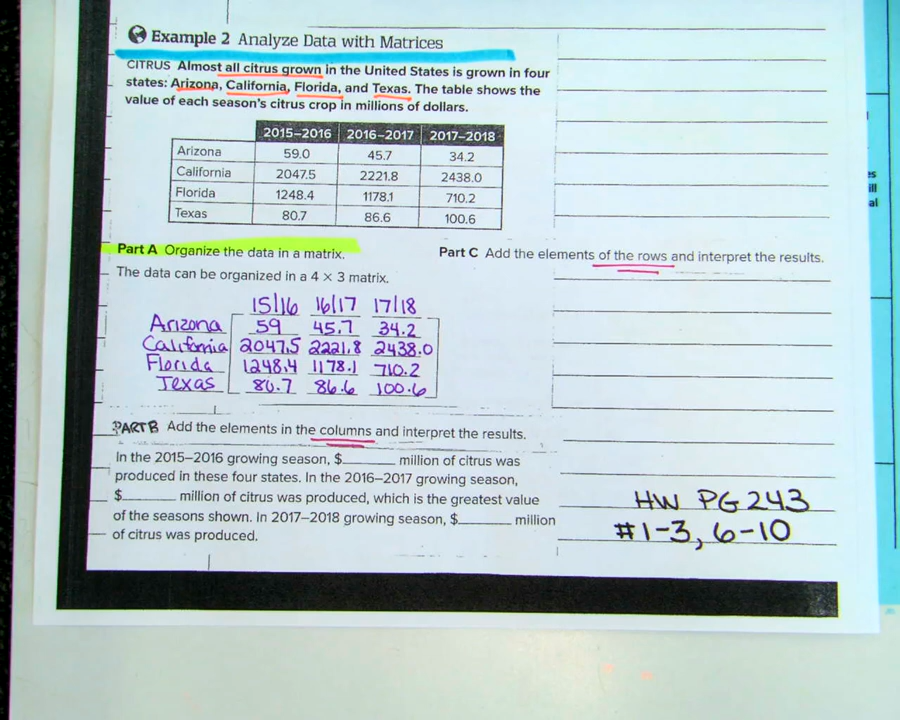 Example 2 Analyze Data with Matrices
CITRUS Almost all citrus grown in the United States is grown in four
states: Arizona, California, Florida, and Texas. The table shows the
value of each season's citrus crop in millions of dollars.
2015–2016 2016–2017 2017–2018
Arizona 59.0 45.7 34.2
California 2047.5 2221.8 2438.0
Florida 1248.4 1178.1 710.2
Texas 80.7 86.6 100.6
Part A Organize the data in a matrix.
The data can be organized in a 4 × 3 matrix.
15/16 16/17 17/18
Arizona 59 45.7 34.2
California 2047.5 2221.8 2438.0
Florida 1248.4 1178.1 710.2
Texas 80.7 86.6 100.6
PART B Add the elements in the columns and interpret the results.
In the 2015–2016 growing season, $______ million of citrus was
produced in these four states. In the 2016–2017 growing season,
$______ million of citrus was produced, which is the greatest value
of the seasons shown. In 2017–2018 growing season, $______ million
of citrus was produced.
Part C Add the elements of the rows and interpret the results.
HW PG 243
#1-3, 6-10
es
ill
al